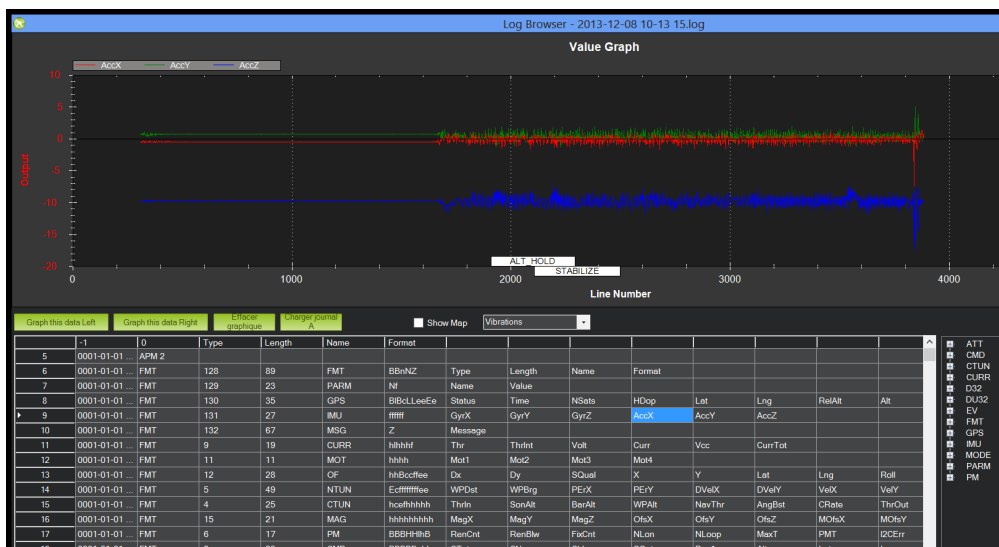 Log Browser - 2013-12-08 10-13 15.log
Value Graph
AccX AccY AccZ
10
5
0
-5
-10
-15
-20
Output
ALT_HOLD
STABILIZE
0 1000 2000 3000 4000
Line Number
Graph this data Left Graph this data Right Effacer graphique Charger journal A Show Map Vibrations
-1 0 Type Length Name Format
5 0001-01-01 ... APM 2
6 0001-01-01 ... FMT 128 89 FMT BBnNZ Type Length Name Format
7 0001-01-01 ... FMT 129 23 PARM Nf Name Value
8 0001-01-01 ... FMT 130 35 GPS BIBcLLeeEe Status Time NSats HDop Lat Lng RelAlt Alt
9 0001-01-01 ... FMT 131 27 IMU ffffff GyrX GyrY GyrZ AccX AccY AccZ
10 0001-01-01 ... FMT 132 67 MSG Z Message
11 0001-01-01 ... FMT 9 19 CURR hIhhhf Thr ThrInt Volt Curr Vcc CurrTot
12 0001-01-01 ... FMT 11 11 MOT hhhh Mot1 Mot2 Mot3 Mot4
13 0001-01-01 ... FMT 12 28 OF hhBccffee Dx Dy SQual X Y Lat Lng Roll
14 0001-01-01 ... FMT 5 49 NTUN Ecffffffffee WPDst WPBrg PErX PErY DVelX DVelY VelX VelY
15 0001-01-01 ... FMT 4 25 CTUN hcefhhhhh ThrIn SonAlt BarAlt WPAlt NavThr AngBst CRate ThrOut
16 0001-01-01 ... FMT 15 21 MAG hhhhhhhhh MagX MagY MagZ OfsX OfsY OfsZ MOfsX MOfsY
17 0001-01-01 ... FMT 6 17 PM BBBHHIhB RenCnt RenBlw FixCnt NLon NLoop MaxT PMT I2CErr
ATT
CMD
CTUN
CURR
D32
DU32
EV
FMT
GPS
IMU
MODE
PARM
PM